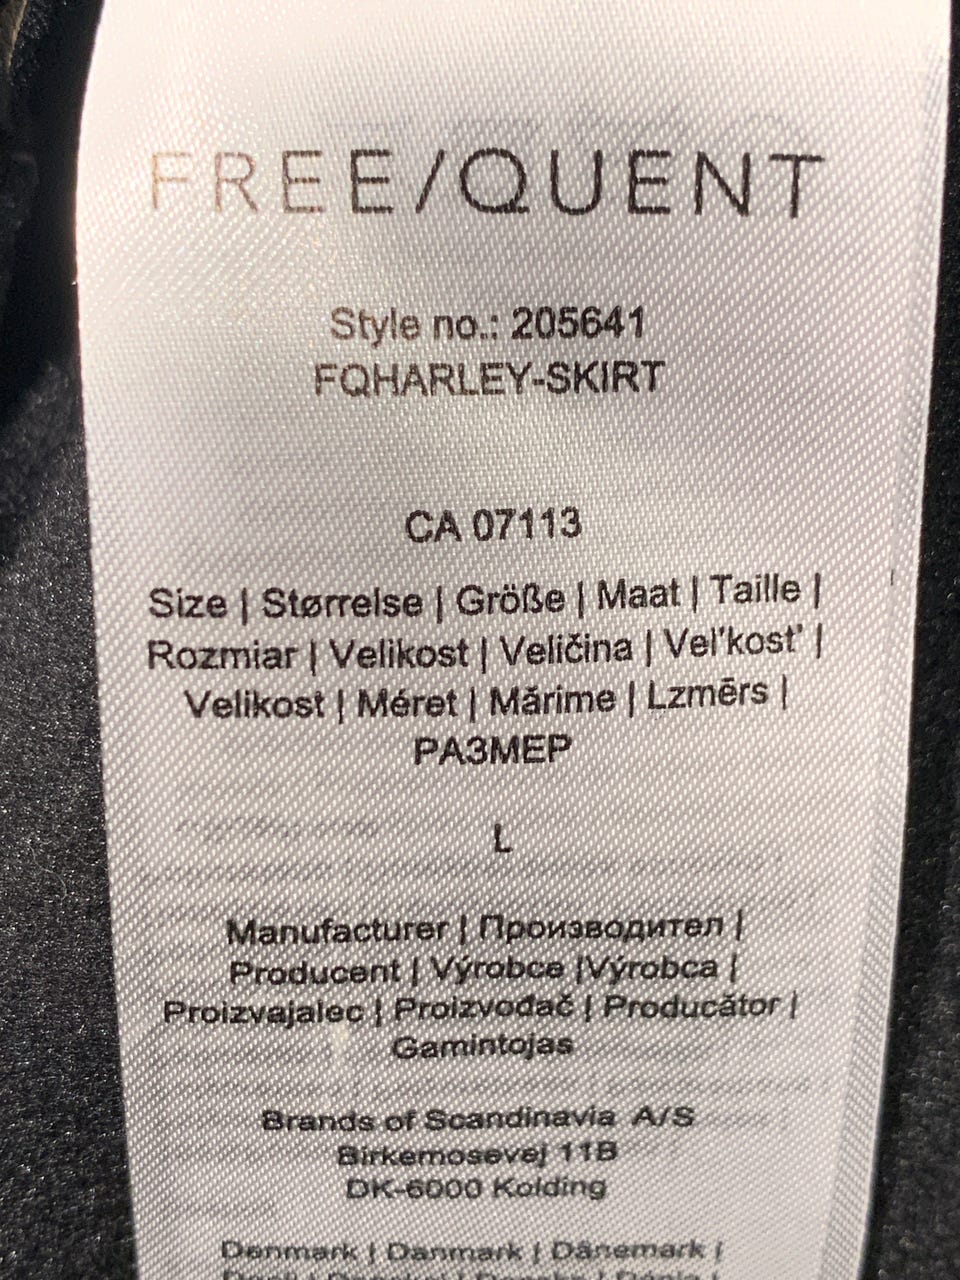 FREE/QUENT
Style no.: 205641
FQHARLEY-SKIRT
CA 07113
Size | Størrelse | Größe | Maat | Taille |
Rozmiar | Velikost | Veličina | Vel'kost' |
Velikost | Méret | Mărime | Lzmērs |
РАЗМЕР
L
Manufacturer | Производител |
Producent | Výrobce |Výrobca |
Proizvajalec | Proizvođač | Producător |
Gamintojas
Brands of Scandinavia A/S
Birkemosevej 11B
DK-6000 Kolding
Denmark | Danmark | Dänemark |